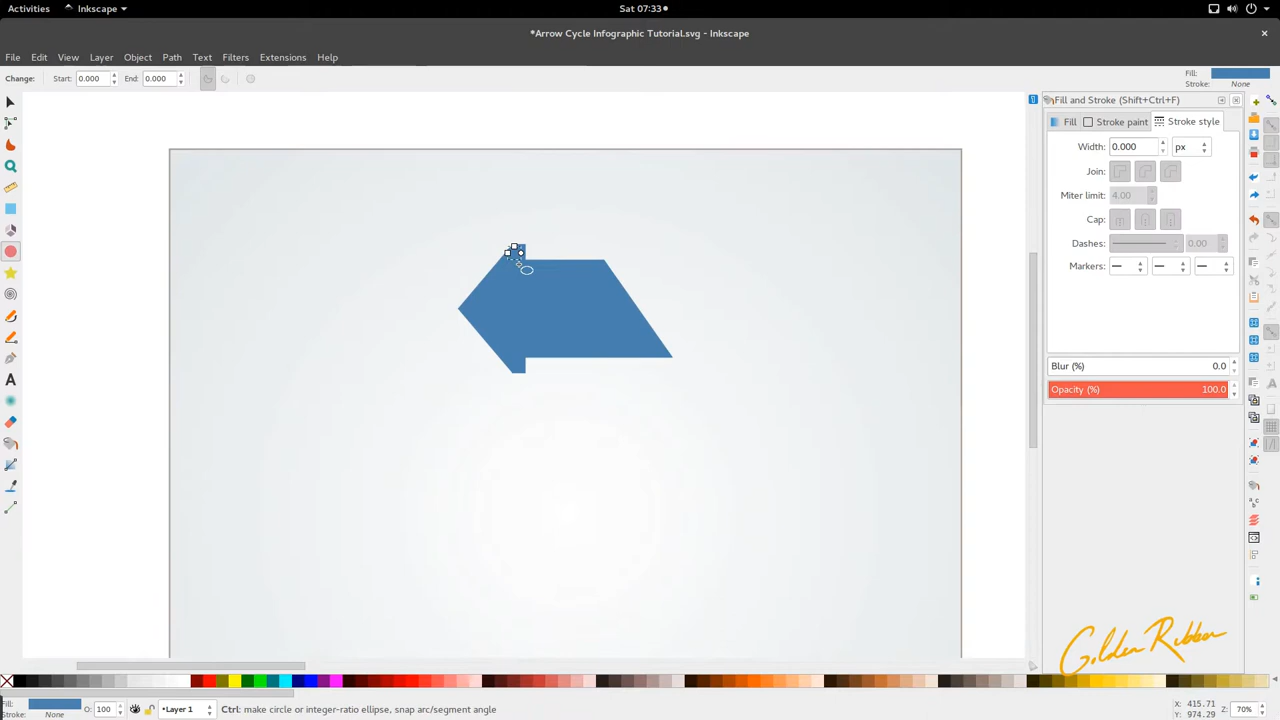 Activities Inkscape Sat 07:33
*Arrow Cycle Infographic Tutorial.svg - Inkscape
File Edit View Layer Object Path Text Filters Extensions Help
Change: Start: 0.000 End: 0.000 Fill:
Stroke: None
Fill and Stroke (Shift+Ctrl+F)
Fill Stroke paint Stroke style
Width: 0.000 px
Join:
Miter limit: 4.00
Cap:
Dashes: 0.00
Markers:
Blur (%) 0.0
Opacity (%) 100.0
Golden Ribbon
Fill: O: 100 Layer 1 Ctrl: make circle or integer-ratio ellipse, snap arc/segment angle X: 415.71 Z: 70%
Stroke: None Y: 974.29